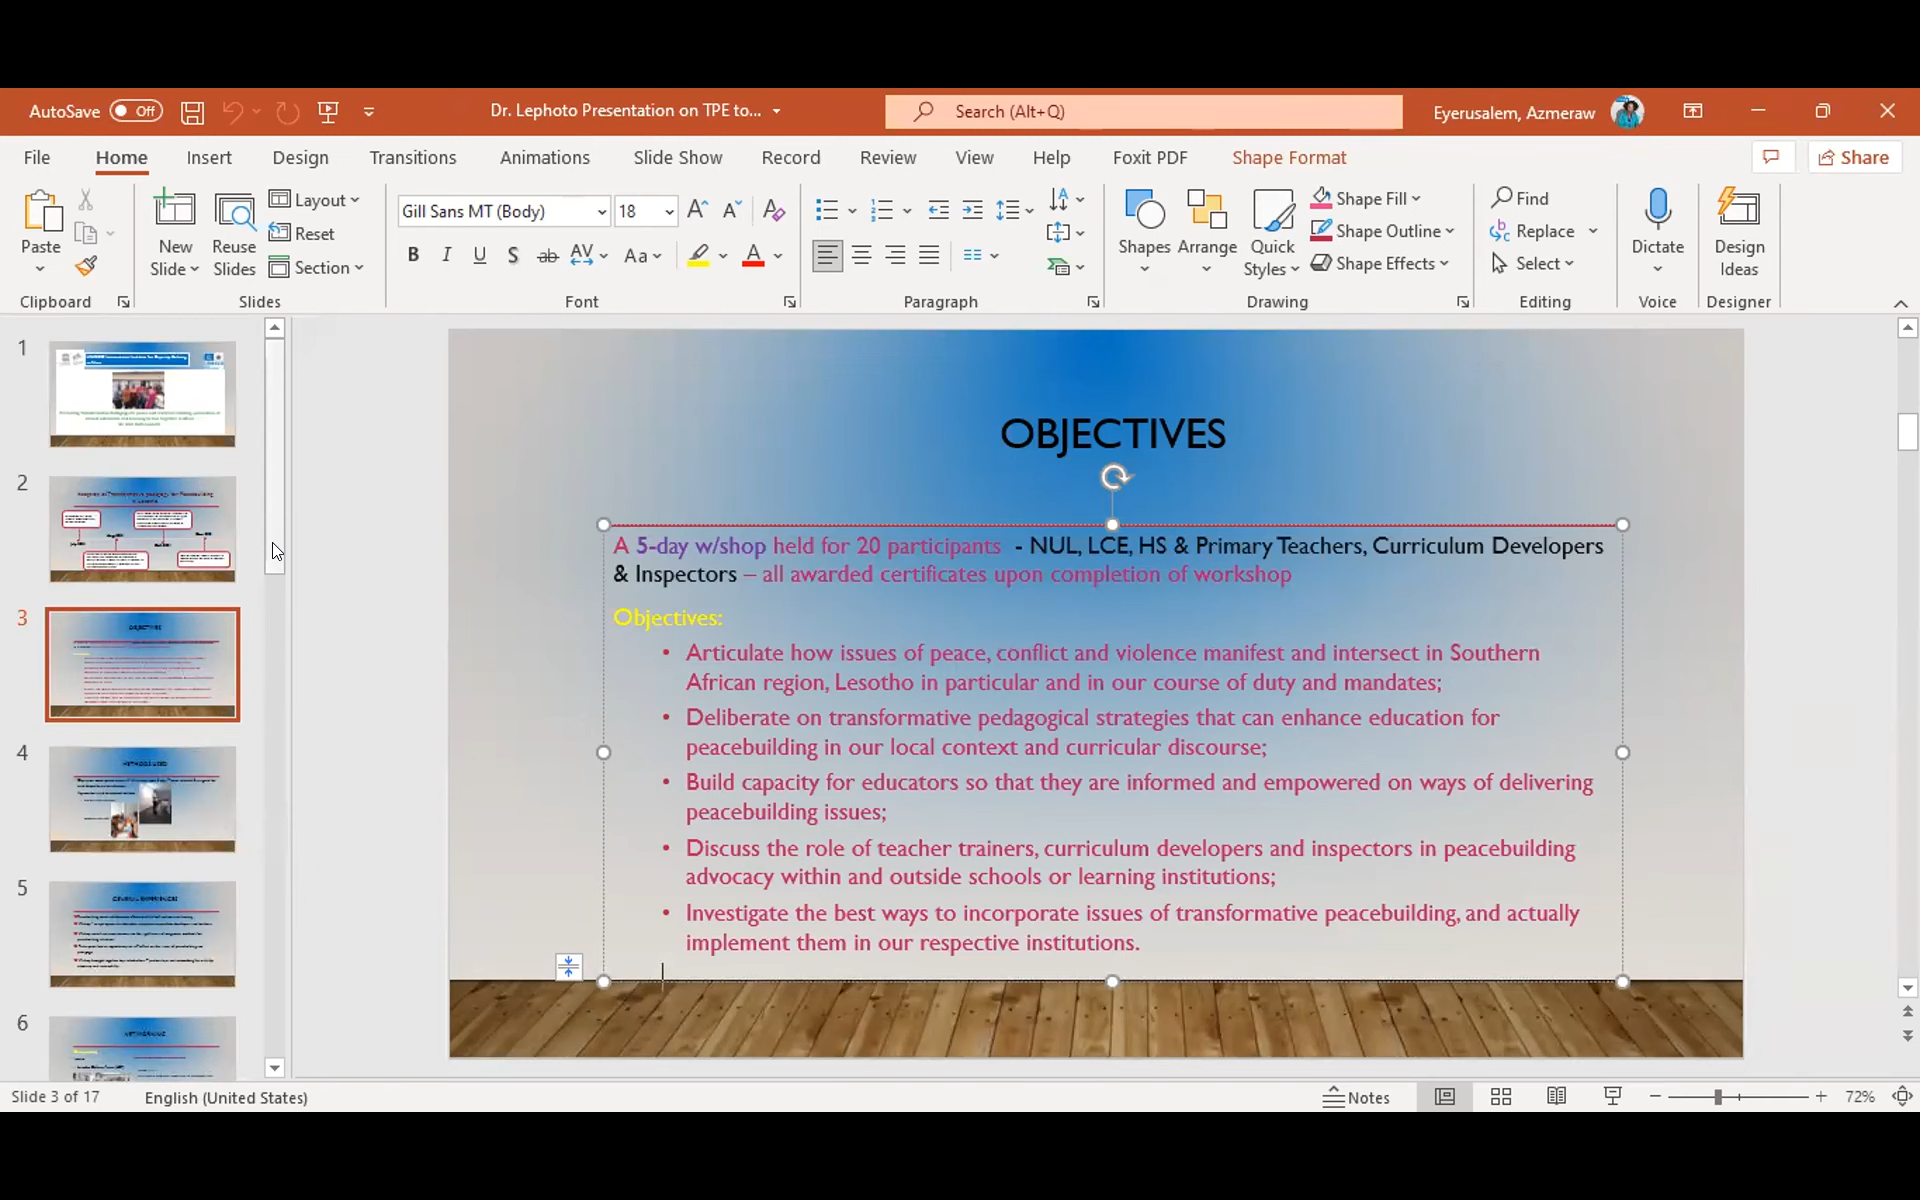 AutoSave Off
Dr. Lephoto Presentation on TPE to...
Search (Alt+Q)
Eyerusalem, Azmeraw
File Home Insert Design Transitions Animations Slide Show Record Review View Help Foxit PDF Shape Format
Share
Paste
Clipboard
New Slide
Reuse Slides
Layout
Reset
Section
Slides
Gill Sans MT (Body) 18
Font
Paragraph
Shapes
Arrange
Quick Styles
Shape Fill
Shape Outline
Shape Effects
Drawing
Find
Replace
Select
Editing
Dictate
Voice
Design Ideas
Designer
1
2
3
4
5
6
OBJECTIVES
A 5-day w/shop held for 20 participants - NUL, LCE, HS & Primary Teachers, Curriculum Developers
& Inspectors – all awarded certificates upon completion of workshop
Objectives:
• Articulate how issues of peace, conflict and violence manifest and intersect in Southern
African region, Lesotho in particular and in our course of duty and mandates;
• Deliberate on transformative pedagogical strategies that can enhance education for
peacebuilding in our local context and curricular discourse;
• Build capacity for educators so that they are informed and empowered on ways of delivering
peacebuilding issues;
• Discuss the role of teacher trainers, curriculum developers and inspectors in peacebuilding
advocacy within and outside schools or learning institutions;
• Investigate the best ways to incorporate issues of transformative peacebuilding, and actually
implement them in our respective institutions.
Slide 3 of 17
English (United States)
Notes
72%